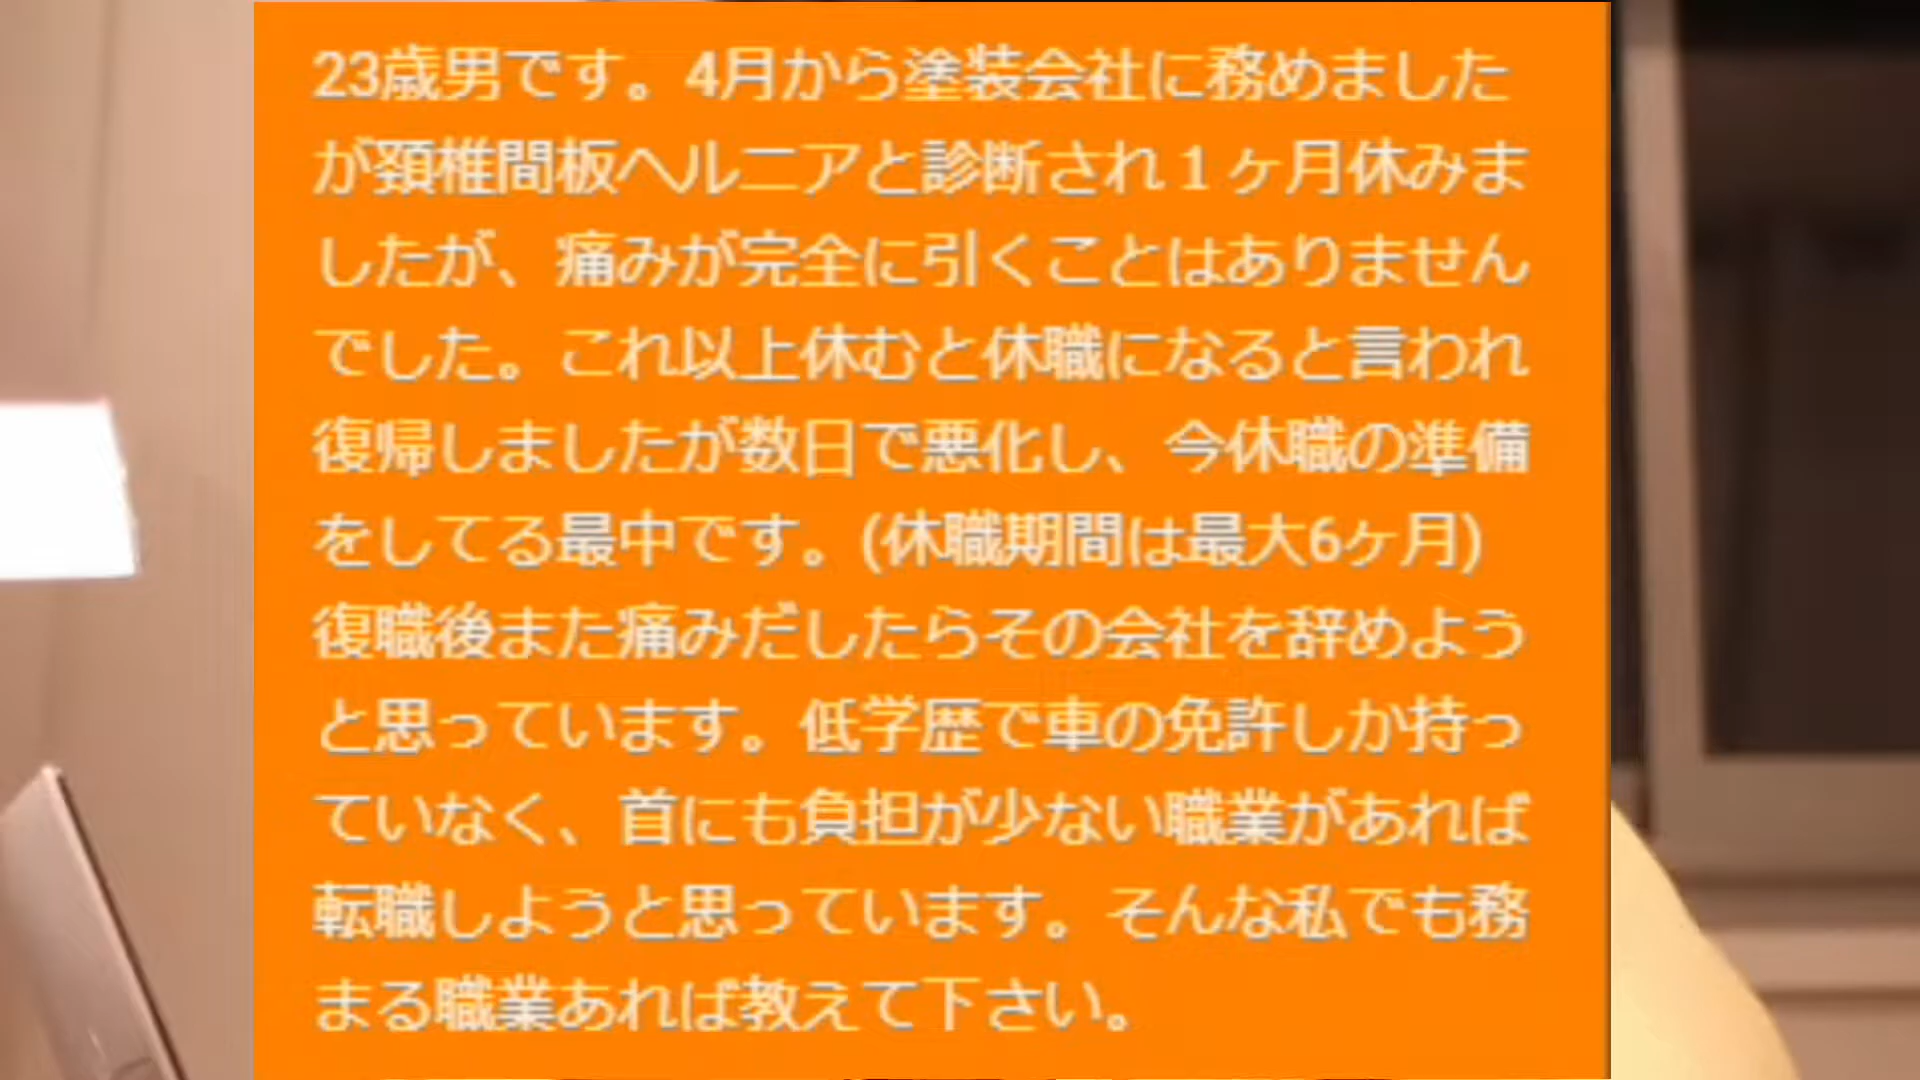 23歳男です。4月から塗装会社に務めました
が頚椎間板ヘルニアと診断され１ヶ月休みま
したが、痛みが完全に引くことはありません
でした。これ以上休むと休職になると言われ
復帰しましたが数日で悪化し、今休職の準備
をしてる最中です。(休職期間は最大6ヶ月)
復職後また痛みだしたらその会社を辞めよう
と思っています。低学歴で車の免許しか持っ
ていなく、首にも負担が少ない職業があれば
転職しようと思っています。そんな私でも務
まる職業あれば教えて下さい。